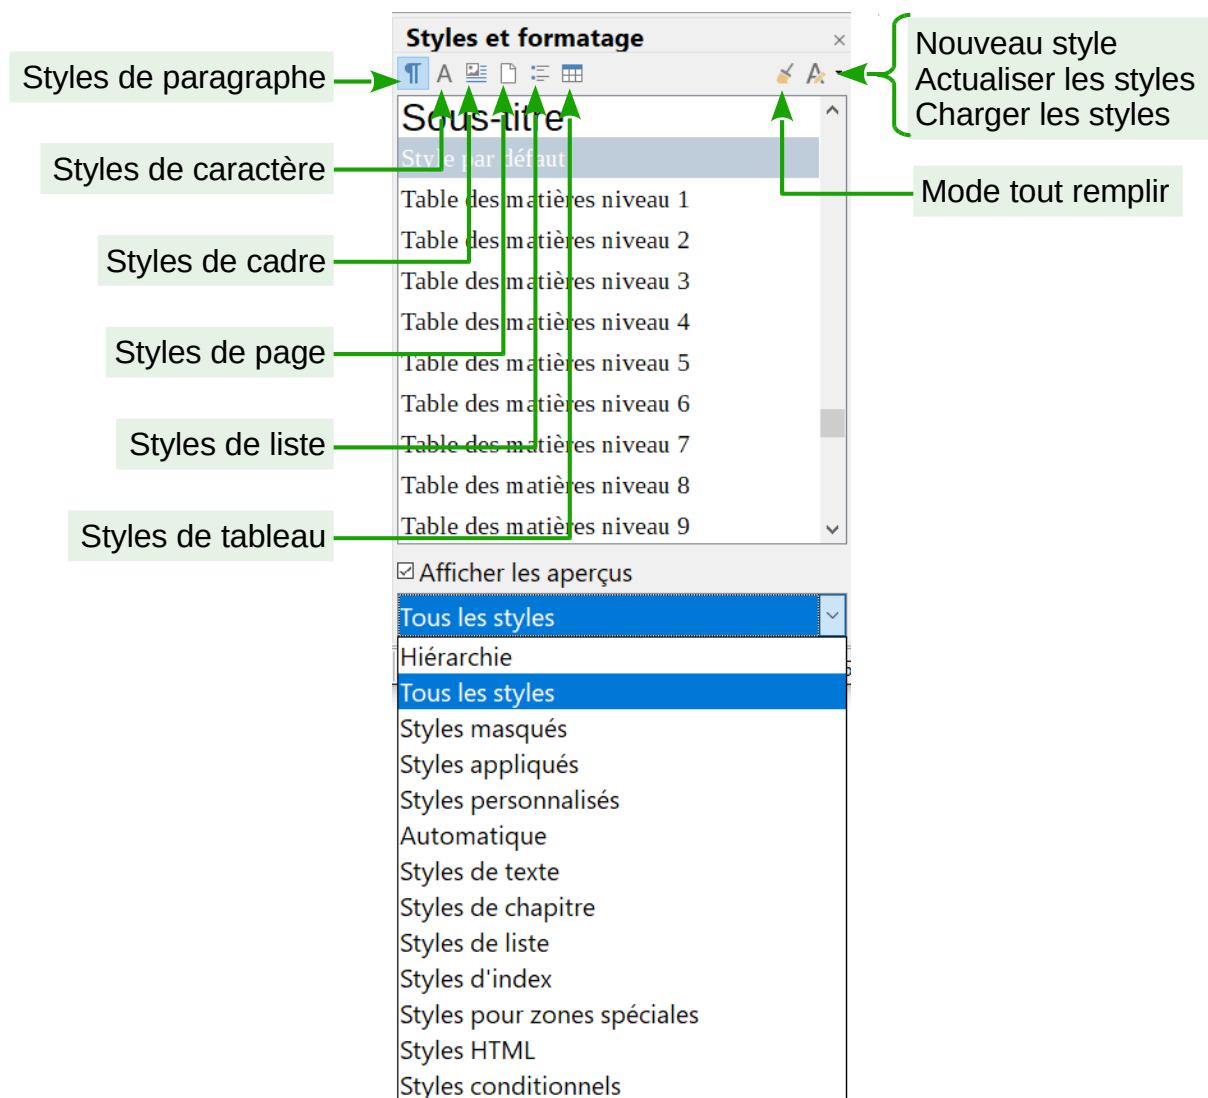 Styles et formatage
Nouveau style
Actualiser les styles
Charger les styles
Styles de paragraphe
Sous-titre
Style par défaut
Styles de caractère
Mode tout remplir
Table des matières niveau 1
Table des matières niveau 2
Styles de cadre
Table des matières niveau 3
Table des matières niveau 4
Styles de page
Table des matières niveau 5
Table des matières niveau 6
Styles de liste
Table des matières niveau 7
Table des matières niveau 8
Table des matières niveau 9
Styles de tableau
Afficher les aperçus
Tous les styles
Hiérarchie
Tous les styles
Styles masqués
Styles appliqués
Styles personnalisés
Automatique
Styles de texte
Styles de chapitre
Styles de liste
Styles d'index
Styles pour zones spéciales
Styles HTML
Styles conditionnels